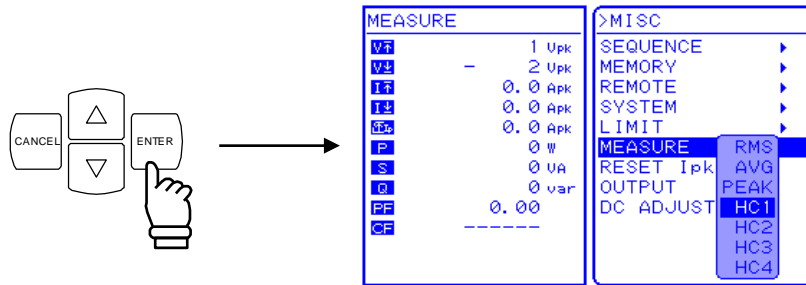 CANCEL
ENTER
MEASURE
V 1 Vpk
V - 2 Vpk
I 0.0 Apk
I 0.0 Apk
0.0 Apk
P 0 W
S 0 VA
Q 0 var
PF 0.00
CF ------
>MISC
SEQUENCE
MEMORY
REMOTE
SYSTEM
LIMIT
MEASURE RMS
RESET Ipk AVG
OUTPUT PEAK
DC ADJUST HC1
HC2
HC3
HC4